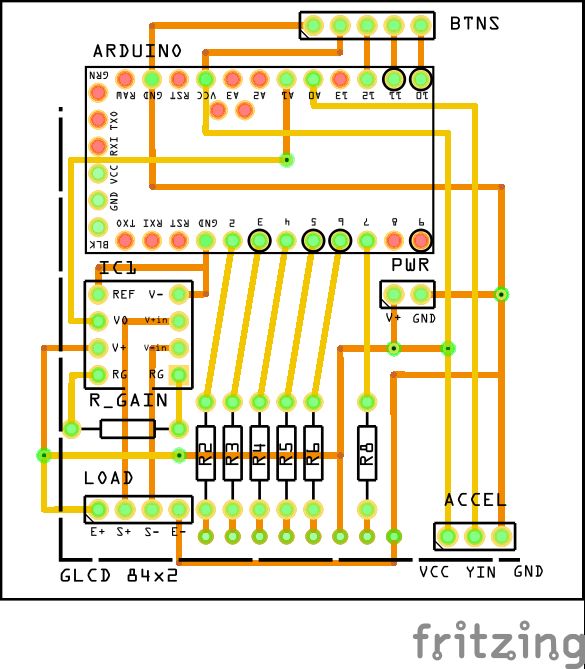 BTNS
ARDUINO
GRN RAW GND RST VCC A3 A2 A1 A0 13 12 11 10
TXO
RXI
VCC
GND
BLK TXO RXI RST GND 2 3 4 5 6 7 8 9
IC1
PWR
REF V-
V+ GND
V0 V+in
V+ V-in
RG RG
R_GAIN
R2 R3 R4 R5 R6 R8
LOAD
ACCEL
E+ S+ S- E-
GLCD 84x2
VCC YIN GND
fritzing